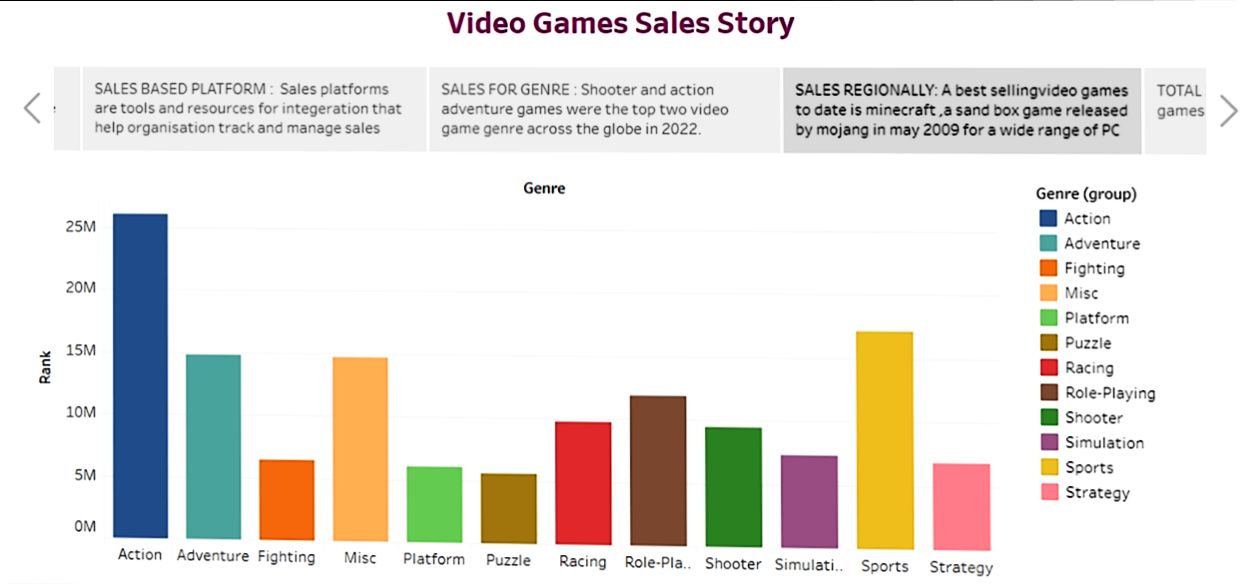 Video Games Sales Story
SALES BASED PLATFORM : Sales platforms
are tools and resources for integeration that
help organisation track and manage sales
SALES FOR GENRE : Shooter and action
adventure games were the top two video
game genre across the globe in 2022.
SALES REGIONALLY: A best sellingvideo games
to date is minecraft ,a sand box game released
by mojang in may 2009 for a wide range of PC
TOTAL
games
Genre
Rank
25M
20M
15M
10M
5M
0M
Action
Adventure
Fighting
Misc
Platform
Puzzle
Racing
Role-Pla..
Shooter
Simulati..
Sports
Strategy
Genre (group)
Action
Adventure
Fighting
Misc
Platform
Puzzle
Racing
Role-Playing
Shooter
Simulation
Sports
Strategy